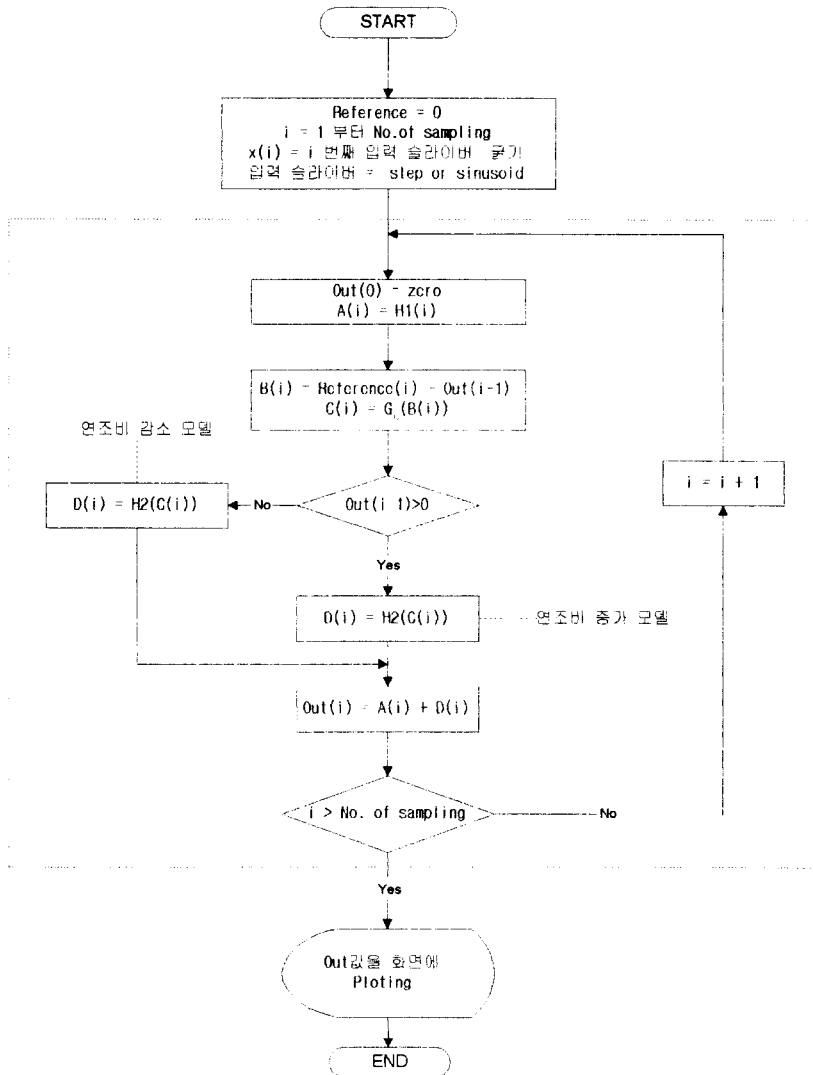 START
Reference = 0
i = 1 부터 No.of sampling
x(i) = i 번째 입력 슬라이버 굵기
입력 슬라이버 = step or sinusoid
Out(0) = zero
A(i) = H1(i)
B(i) = Reference(i) - Out(i-1)
C(i) = G (B(i))
연조비 감소 모델
D(i) = H2(C(i))
No
Out(i-1)>0
i = i + 1
Yes
D(i) = H2(C(i))
연조비 증가 모델
Out(i) = A(i) + D(i)
i > No. of sampling
No
Yes
Out값을 화면에
Ploting
END